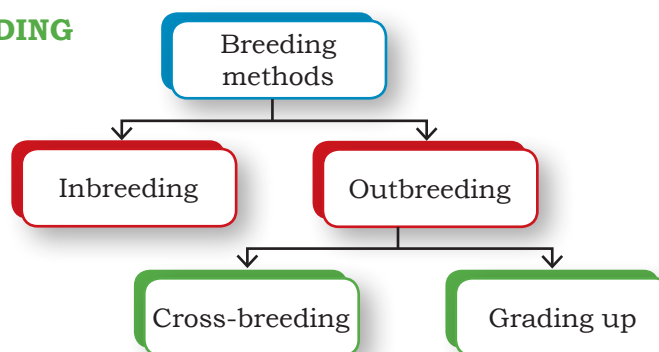 DING
Breeding
methods
Inbreeding
Outbreeding
Cross-breeding
Grading up